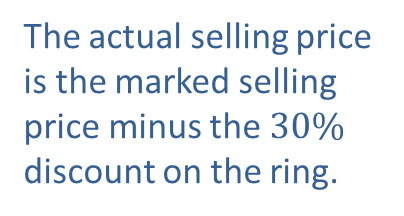 The actual selling price
is the marked selling
price minus the 30%
discount on the ring.